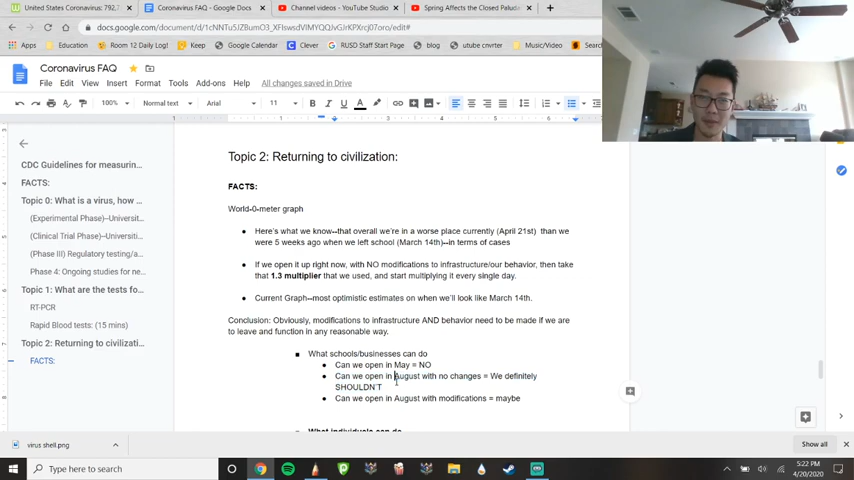 United States Coronavirus: 792,7
Coronavirus FAQ - Google Docs
Channel videos - YouTube Studio
Spring Affects the Closed Palud
docs.google.com/document/d/1cNNTu5JZBumO3_XFIswsdVIMYQQJvGJrKPXrcj07oro/edit#
Apps
Education
Room 12 Daily Log!
Keep
Google Calendar
Clever
RUSD Staff Start Page
blog
utube cnvrter
Music/Video
Search
Coronavirus FAQ
File Edit View Insert Format Tools Add-ons Help All changes saved in Drive
100% Normal text Arial 11
CDC Guidelines for measurin...
FACTS:
Topic 0: What is a virus, how ...
(Experimental Phase)--Universit...
(Clinical Trial Phase)--Universiti...
(Phase III) Regulatory testing/a...
Phase 4: Ongoing studies for ne...
Topic 1: What are the tests fo...
RT-PCR
Rapid Blood tests: (15 mins)
Topic 2: Returning to civilizati...
FACTS:
Topic 2: Returning to civilization:
FACTS:
World-0-meter graph
Here's what we know--that overall we're in a worse place currently (April 21st) than we
were 5 weeks ago when we left school (March 14th)--in terms of cases
If we open it up right now, with NO modifications to infrastructure/our behavior, then take
that 1.3 multiplier that we used, and start multiplying it every single day.
Current Graph--most optimistic estimates on when we'll look like March 14th.
Conclusion: Obviously, modifications to infrastructure AND behavior need to be made if we are
to leave and function in any reasonable way.
What schools/businesses can do
Can we open in May = NO
Can we open in August with no changes = We definitely
SHOULDN'T
Can we open in August with modifications = maybe
What individuals can do
virus shell.png
Show all
Type here to search
5:22 PM
4/20/2020